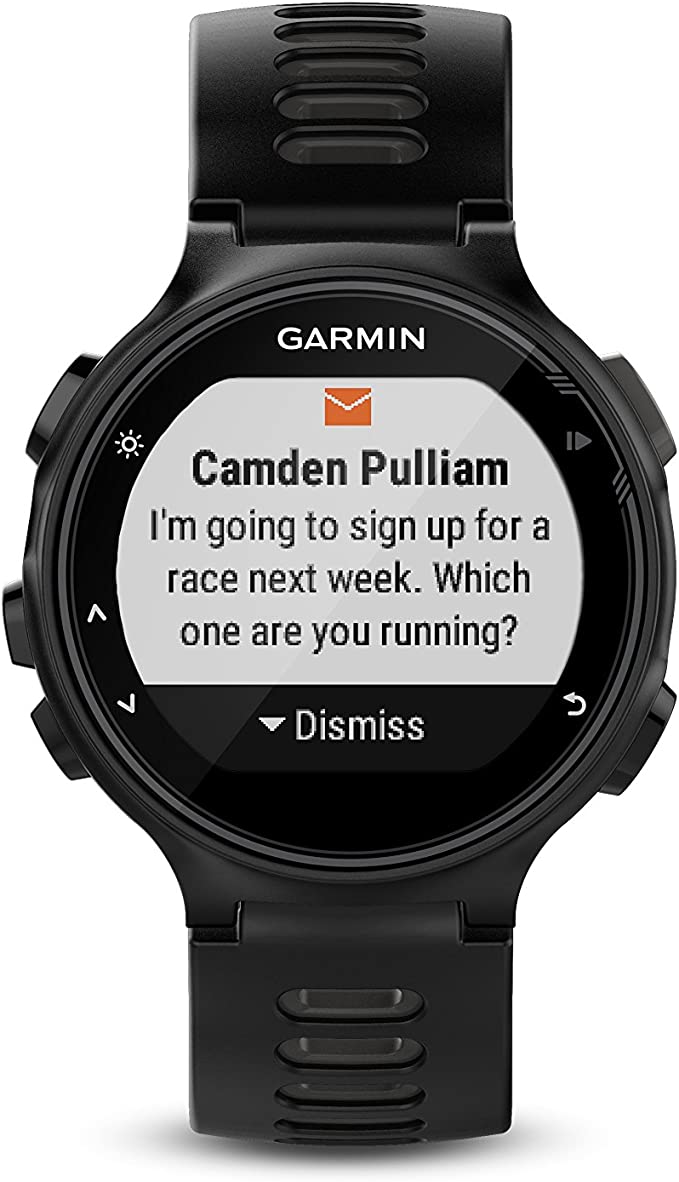 GARMIN
Camden Pulliam
I'm going to sign up for a
race next week. Which
one are you running?
Dismiss